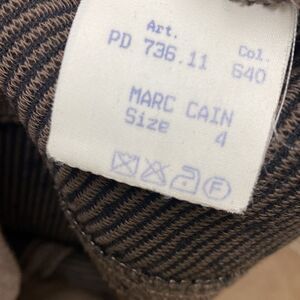 Art. Col.
PD 736.11 640
MARC CAIN
Size 4
F